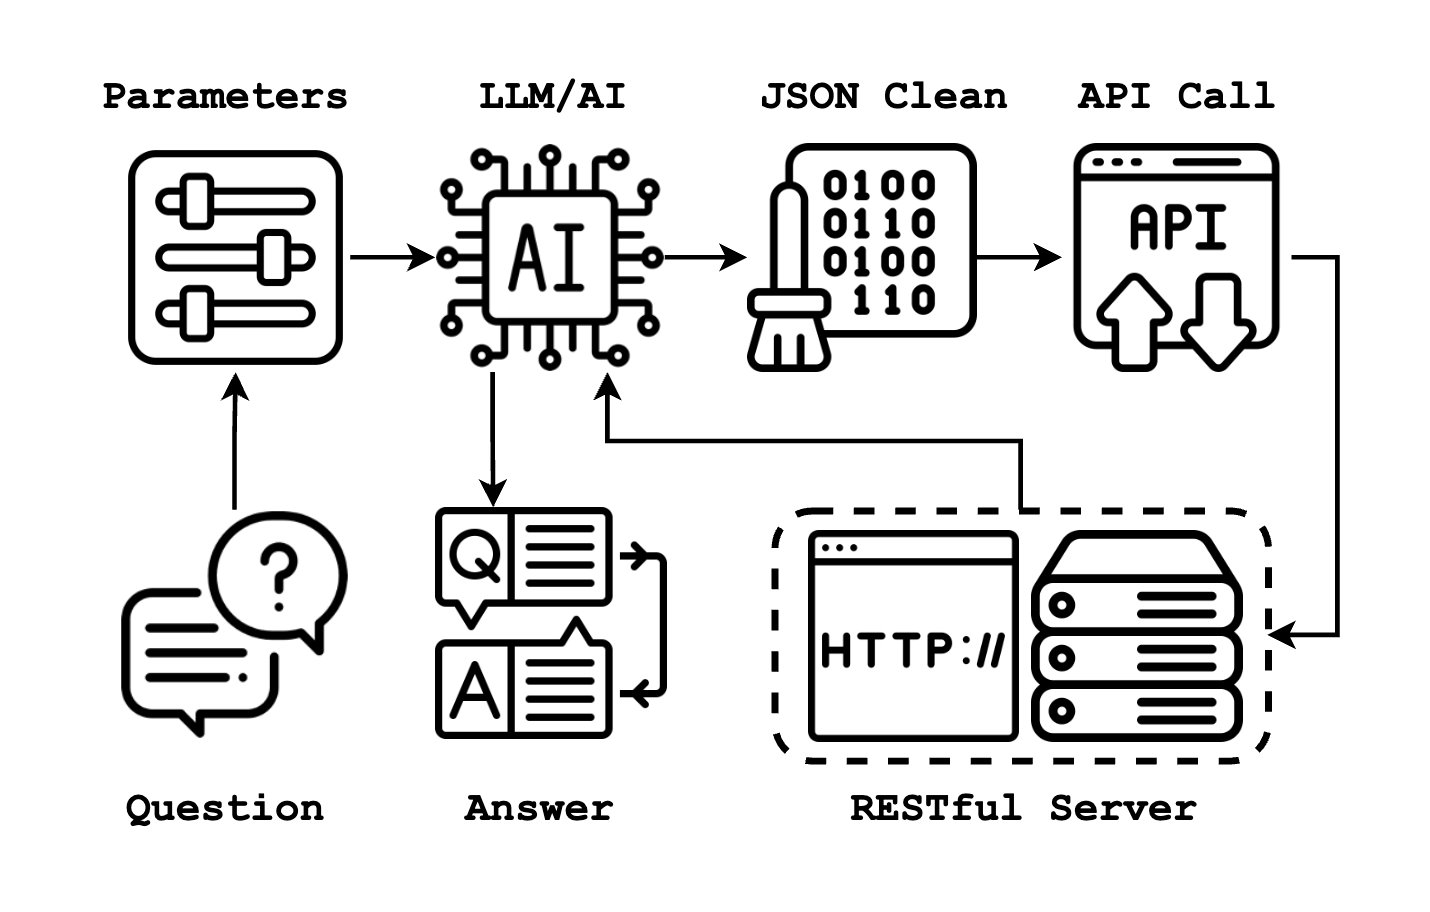 Parameters
LLM/AI
JSON Clean
API Call
AI
0100
0110
0100
110
API
Q
A
?
HTTP://
Question
Answer
RESTful Server